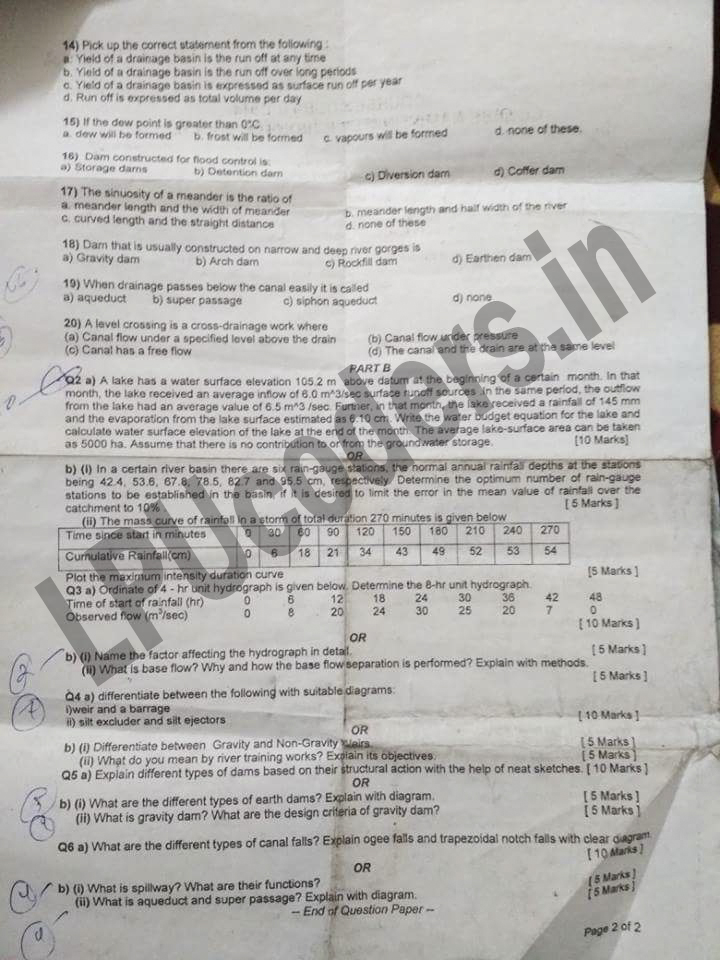 14) Pick up the correct statement from the following :
a. Yield of a drainage basin is the run off at any time
b. Yield of a drainage basin is the run off over long periods
c. Yield of a drainage basin is expressed as surface run off per year
d. Run off is expressed as total volume per day
15) If the dew point is greater than 0°C
a. dew will be formed b. frost will be formed c. vapours will be formed d. none of these.
16) Dam constructed for flood control is:
a) Storage dams b) Detention dam c) Diversion dam d) Coffer dam
17) The sinuosity of a meander is the ratio of
a. meander length and the width of meander b. meander length and half width of the river
c. curved length and the straight distance d. none of these
18) Dam that is usually constructed on narrow and deep river gorges is
a) Gravity dam b) Arch dam c) Rockfill dam d) Earthen dam
19) When drainage passes below the canal easily it is called
a) aqueduct b) super passage c) siphon aqueduct d) none
20) A level crossing is a cross-drainage work where
(a) Canal flow under a specified level above the drain (b) Canal flow under pressure
(c) Canal has a free flow (d) The canal and the drain are at the same level
PART B
Q2 a) A lake has a water surface elevation 105.2 m above datum at the beginning of a certain month. In that
month, the lake received an average inflow of 6.0 m^3/sec surface runoff sources .In the same period, the outflow
from the lake had an average value of 6.5 m^3 /sec. Further, in that month, the lake received a rainfall of 145 mm
and the evaporation from the lake surface estimated as 6.10 cm. Write the water budget equation for the lake and
calculate water surface elevation of the lake at the end of the month. The average lake-surface area can be taken
as 5000 ha. Assume that there is no contribution to or from the groundwater storage. [10 Marks]
OR
b) (i) In a certain river basin there are six rain-gauge stations, the normal annual rainfall depths at the stations
being 42.4, 53.6, 67.8, 78.5, 82.7 and 95.5 cm, respectively. Determine the optimum number of rain-gauge
stations to be established in the basin, if it is desired to limit the error in the mean value of rainfall over the
catchment to 10% [ 5 Marks ]
(ii) The mass curve of rainfall in a storm of total duration 270 minutes is given below
Time since start in minutes 0 30 60 90 120 150 180 210 240 270
Cumulative Rainfall(cm) 0 6 18 21 34 43 49 52 53 54
Plot the maximum intensity duration curve [5 Marks ]
Q3 a) Ordinate of 4 - hr unit hydrograph is given below. Determine the 8-hr unit hydrograph.
Time of start of rainfall (hr) 0 6 12 18 24 30 36 42 48
Observed flow (m³/sec) 0 8 20 24 30 25 20 7 0
[ 10 Marks ]
OR
b) (i) Name the factor affecting the hydrograph in detail. [ 5 Marks ]
(ii) What is base flow? Why and how the base flow separation is performed? Explain with methods.
[ 5 Marks ]
Q4 a) differentiate between the following with suitable diagrams:
i)weir and a barrage
ii) silt excluder and silt ejectors [ 10 Marks ]
OR
b) (i) Differentiate between Gravity and Non-Gravity Weirs [ 5 Marks ]
(ii) What do you mean by river training works? Explain its objectives. [ 5 Marks ]
Q5 a) Explain different types of dams based on their structural action with the help of neat sketches. [ 10 Marks ]
OR
b) (i) What are the different types of earth dams? Explain with diagram. [ 5 Marks ]
(ii) What is gravity dam? What are the design criteria of gravity dam? [ 5 Marks ]
Q6 a) What are the different types of canal falls? Explain ogee falls and trapezoidal notch falls with clear diagram.
[ 10 Marks ]
OR
b) (i) What is spillway? What are their functions? [ 5 Marks ]
(ii) What is aqueduct and super passage? Explain with diagram. [ 5 Marks ]
-- End of Question Paper --
Page 2 of 2
LPUcoders.in